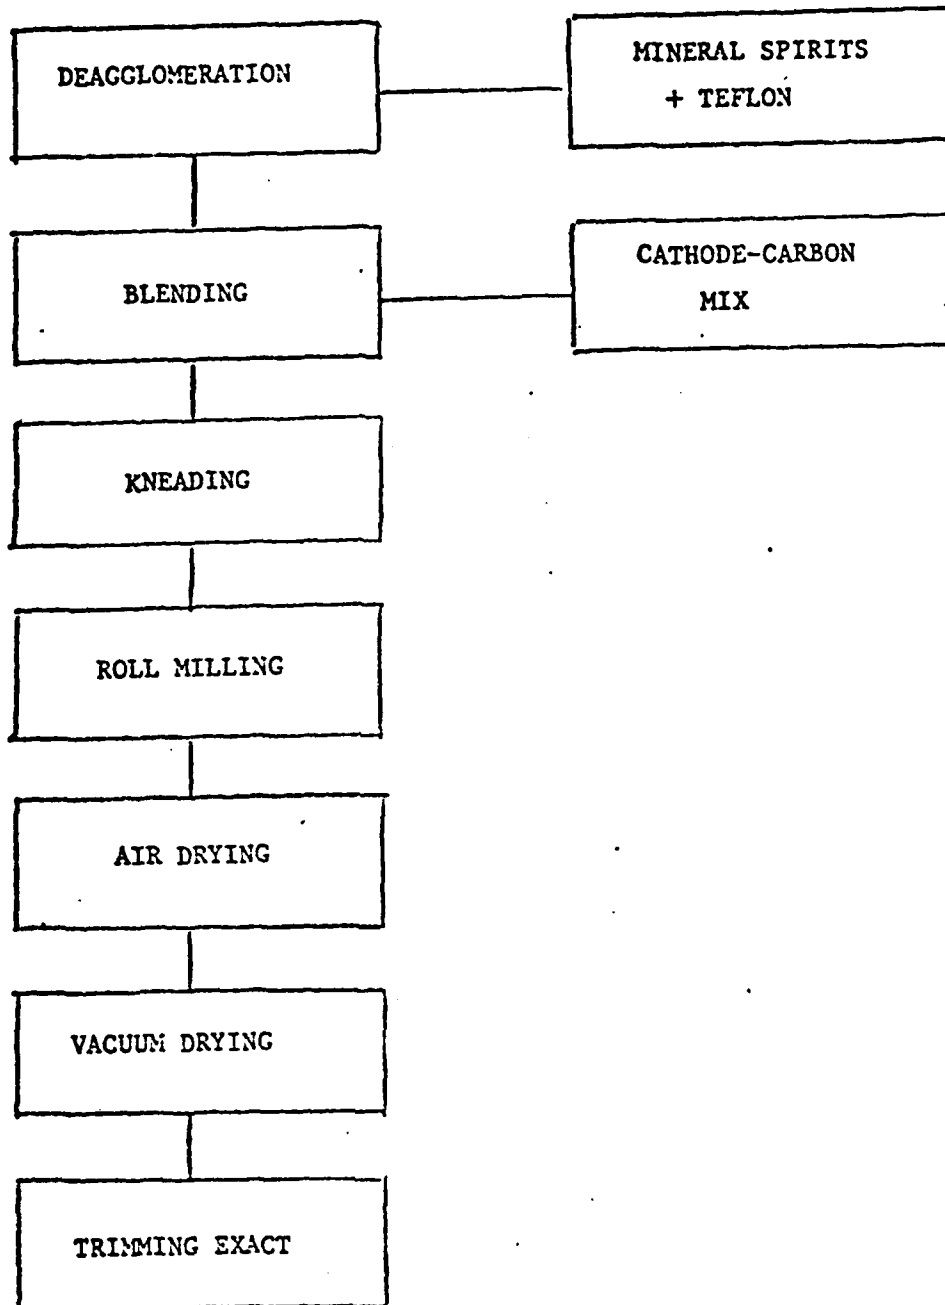 DEAGGLOMERATION
MINERAL SPIRITS
+ TEFLON
BLENDING
CATHODE-CARBON
MIX
KNEADING
ROLL MILLING
AIR DRYING
VACUUM DRYING
TRIMMING EXACT